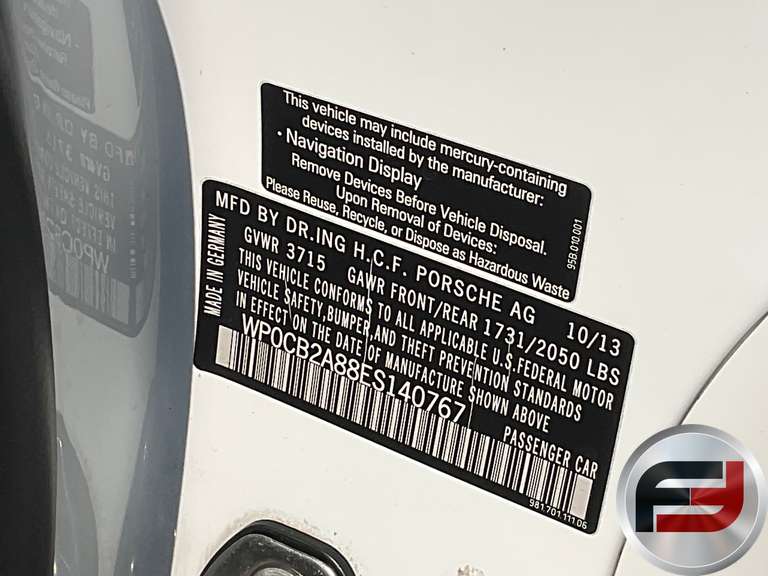 This vehicle may include mercury-containing
devices installed by the manufacturer:
• Navigation Display
Remove Devices Before Vehicle Disposal.
Upon Removal of Devices:
Please Reuse, Recycle, or Dispose as Hazardous Waste
95B.010.001
MFD BY DR.ING H.C.F. PORSCHE AG 10/13
GVWR 3715 GAWR FRONT/REAR 1731/2050 LBS
THIS VEHICLE CONFORMS TO ALL APPLICABLE U.S.FEDERAL MOTOR
VEHICLE SAFETY,BUMPER,AND THEFT PREVENTION STANDARDS
IN EFFECT ON THE DATE OF MANUFACTURE SHOWN ABOVE
WP0CB2A88ES140767 PASSENGER CAR
MADE IN GERMANY
981 701 111 06